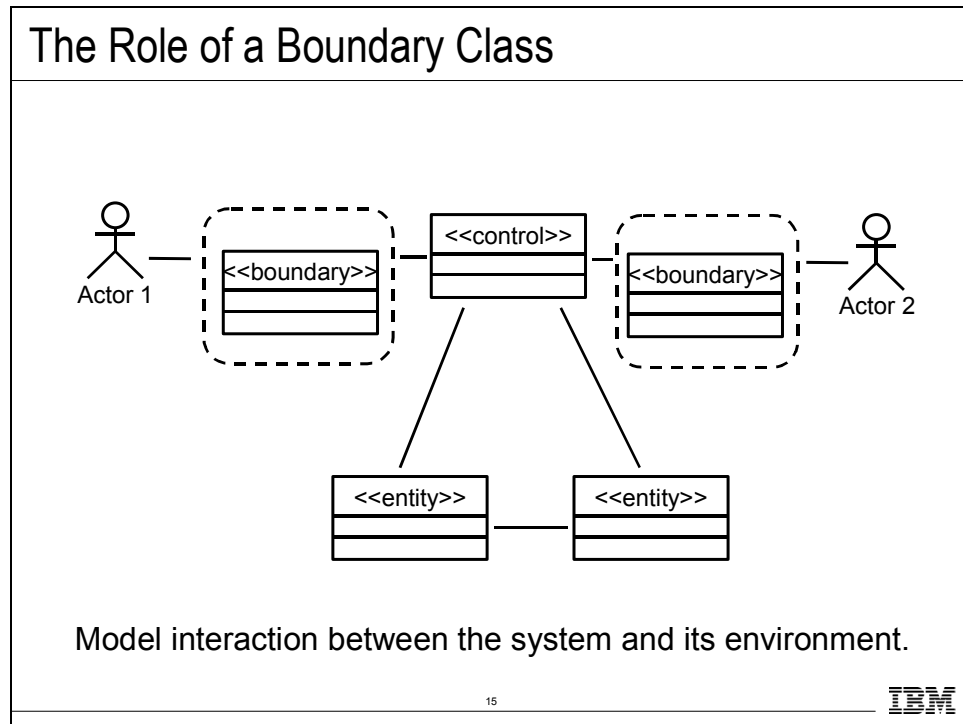 The Role of a Boundary Class
<<control>>
<<boundary>>
<<boundary>>
Actor 1
Actor 2
<<entity>>
<<entity>>
Model interaction between the system and its environment.
15
IBM